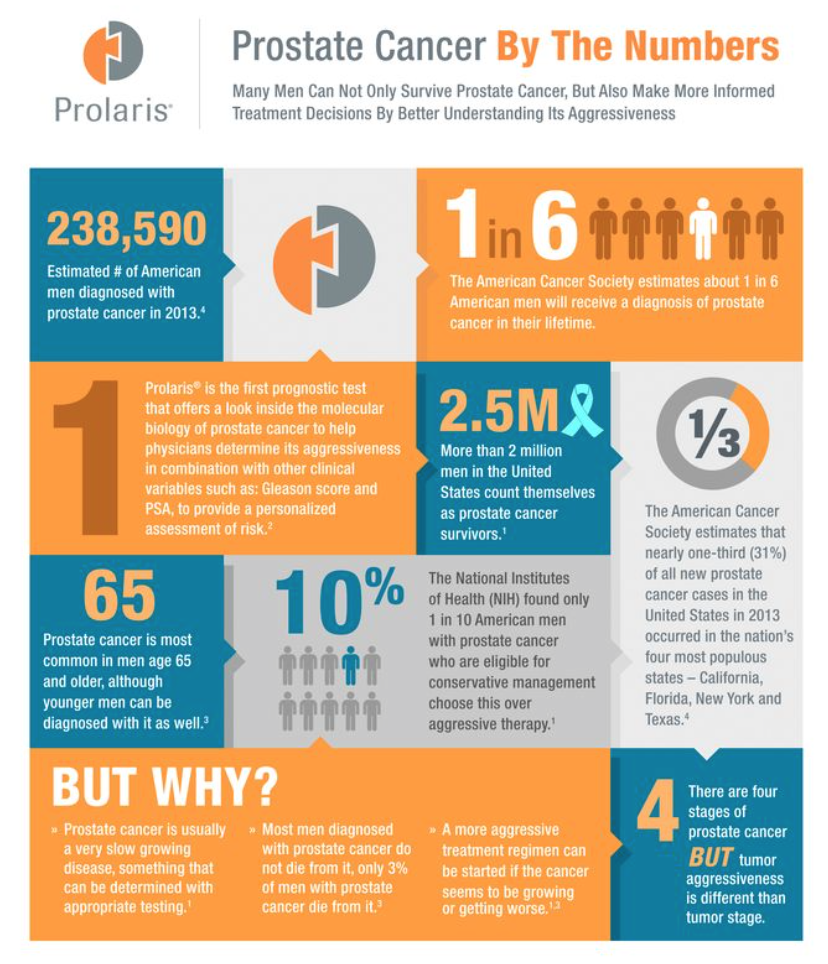 Prolaris®
Prostate Cancer By The Numbers
Many Men Can Not Only Survive Prostate Cancer, But Also Make More Informed
Treatment Decisions By Better Understanding Its Aggressiveness
238,590
Estimated # of American
men diagnosed with
prostate cancer in 2013.⁴
1 in 6
The American Cancer Society estimates about 1 in 6
American men will receive a diagnosis of prostate
cancer in their lifetime.
1
Prolaris® is the first prognostic test
that offers a look inside the molecular
biology of prostate cancer to help
physicians determine its aggressiveness
in combination with other clinical
variables such as: Gleason score and
PSA, to provide a personalized
assessment of risk.²
2.5M
More than 2 million
men in the United
States count themselves
as prostate cancer
survivors.¹
1/3
The American Cancer
Society estimates that
nearly one-third (31%)
of all new prostate
cancer cases in the
United States in 2013
occurred in the nation's
four most populous
states – California,
Florida, New York and
Texas.⁴
65
Prostate cancer is most
common in men age 65
and older, although
younger men can be
diagnosed with it as well.³
10%
The National Institutes
of Health (NIH) found only
1 in 10 American men
with prostate cancer
who are eligible for
conservative management
choose this over
aggressive therapy.¹
BUT WHY?
» Prostate cancer is usually
a very slow growing
disease, something that
can be determined with
appropriate testing.¹
» Most men diagnosed
with prostate cancer do
not die from it, only 3%
of men with prostate
cancer die from it.³
» A more aggressive
treatment regimen can
be started if the cancer
seems to be growing
or getting worse.¹,³
4
There are four
stages of
prostate cancer
BUT tumor
aggressiveness
is different than
tumor stage.